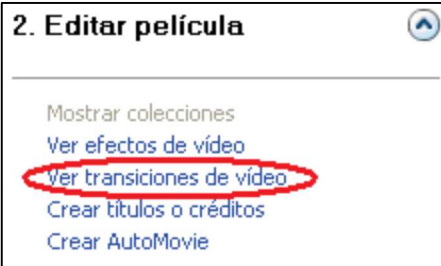 2. Editar película
Mostrar colecciones
Ver efectos de vídeo
Ver transiciones de vídeo
Crear títulos o créditos
Crear AutoMovie